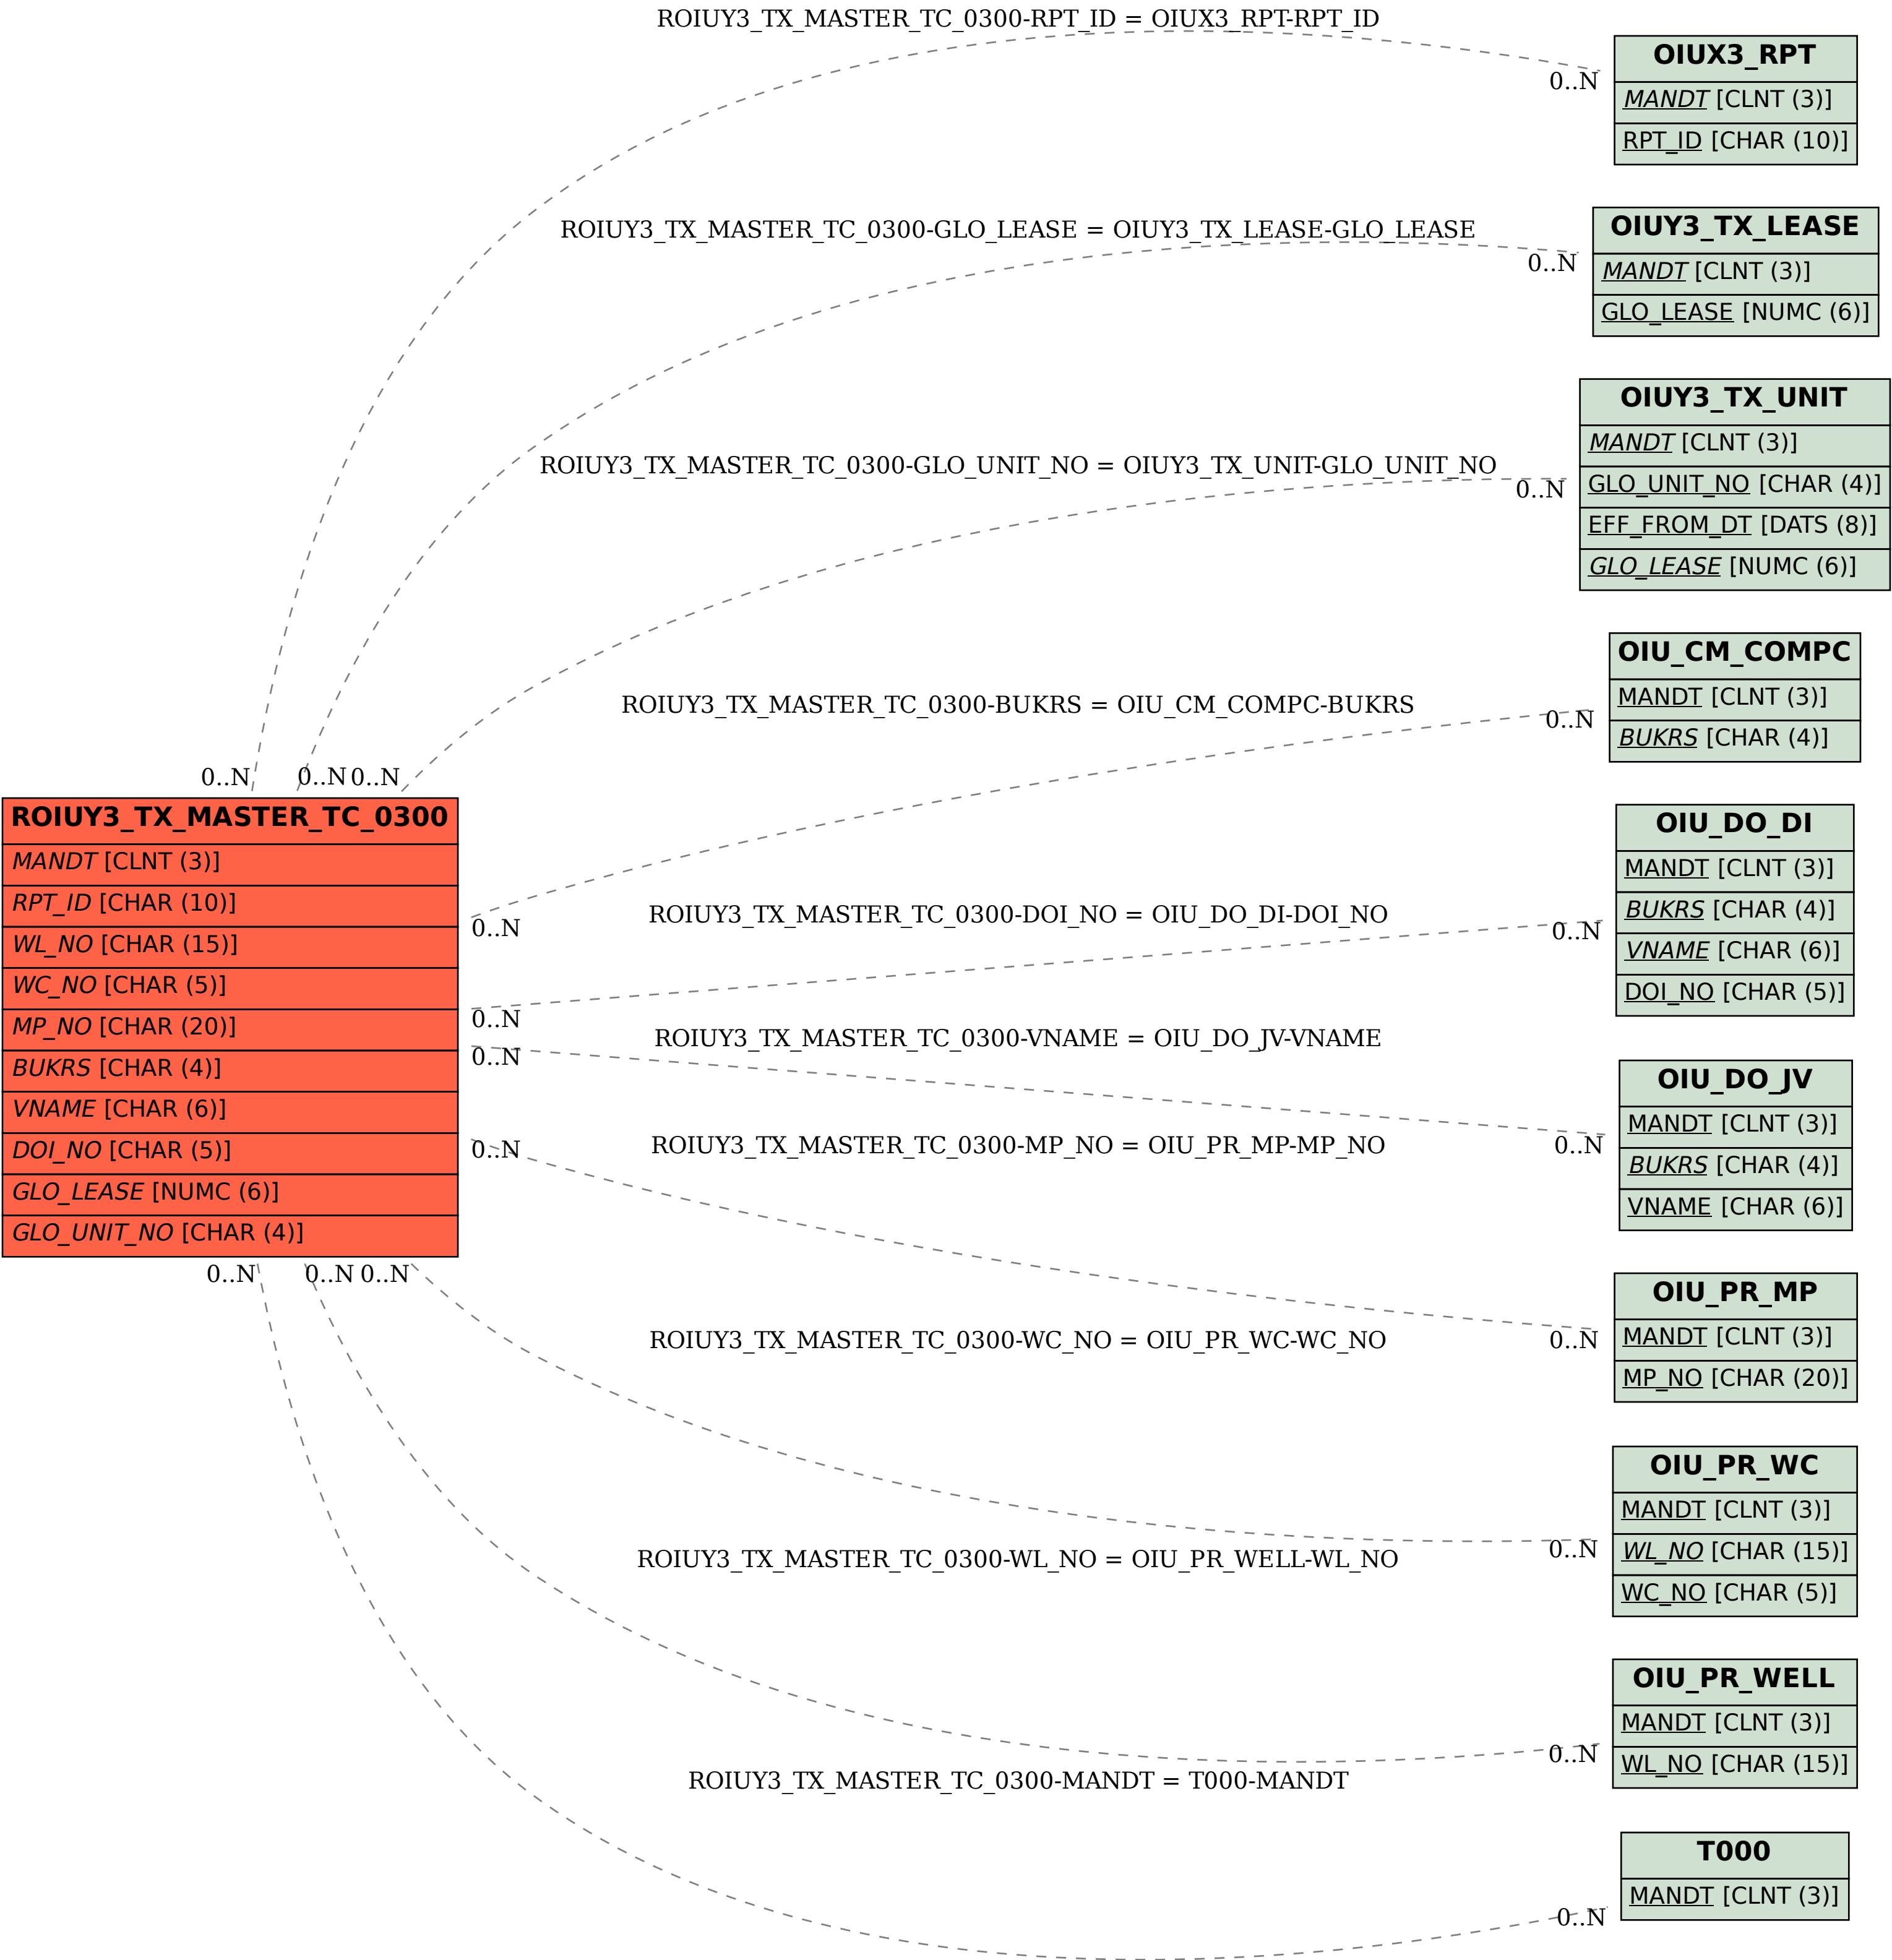 ROIUY3_TX_MASTER_TC_0300-RPT_ID = OIUX3_RPT-RPT_ID
0..N
OIUX3_RPT
MANDT [CLNT (3)]
RPT_ID [CHAR (10)]
ROIUY3_TX_MASTER_TC_0300-GLO_LEASE = OIUY3_TX_LEASE-GLO_LEASE
0..N
OIUY3_TX_LEASE
MANDT [CLNT (3)]
GLO_LEASE [NUMC (6)]
ROIUY3_TX_MASTER_TC_0300-GLO_UNIT_NO = OIUY3_TX_UNIT-GLO_UNIT_NO
0..N
OIUY3_TX_UNIT
MANDT [CLNT (3)]
GLO_UNIT_NO [CHAR (4)]
EFF_FROM_DT [DATS (8)]
GLO_LEASE [NUMC (6)]
ROIUY3_TX_MASTER_TC_0300-BUKRS = OIU_CM_COMPC-BUKRS
0..N
OIU_CM_COMPC
MANDT [CLNT (3)]
BUKRS [CHAR (4)]
0..N 0..N 0..N
ROIUY3_TX_MASTER_TC_0300
MANDT [CLNT (3)]
RPT_ID [CHAR (10)]
WL_NO [CHAR (15)]
WC_NO [CHAR (5)]
MP_NO [CHAR (20)]
BUKRS [CHAR (4)]
VNAME [CHAR (6)]
DOI_NO [CHAR (5)]
GLO_LEASE [NUMC (6)]
GLO_UNIT_NO [CHAR (4)]
0..N
0..N
0..N
0..N
0..N 0..N 0..N
ROIUY3_TX_MASTER_TC_0300-DOI_NO = OIU_DO_DI-DOI_NO
0..N
OIU_DO_DI
MANDT [CLNT (3)]
BUKRS [CHAR (4)]
VNAME [CHAR (6)]
DOI_NO [CHAR (5)]
ROIUY3_TX_MASTER_TC_0300-VNAME = OIU_DO_JV-VNAME
0..N
OIU_DO_JV
MANDT [CLNT (3)]
BUKRS [CHAR (4)]
VNAME [CHAR (6)]
ROIUY3_TX_MASTER_TC_0300-MP_NO = OIU_PR_MP-MP_NO
0..N
OIU_PR_MP
MANDT [CLNT (3)]
MP_NO [CHAR (20)]
ROIUY3_TX_MASTER_TC_0300-WC_NO = OIU_PR_WC-WC_NO
0..N
OIU_PR_WC
MANDT [CLNT (3)]
WL_NO [CHAR (15)]
WC_NO [CHAR (5)]
ROIUY3_TX_MASTER_TC_0300-WL_NO = OIU_PR_WELL-WL_NO
0..N
OIU_PR_WELL
MANDT [CLNT (3)]
WL_NO [CHAR (15)]
ROIUY3_TX_MASTER_TC_0300-MANDT = T000-MANDT
0..N
T000
MANDT [CLNT (3)]